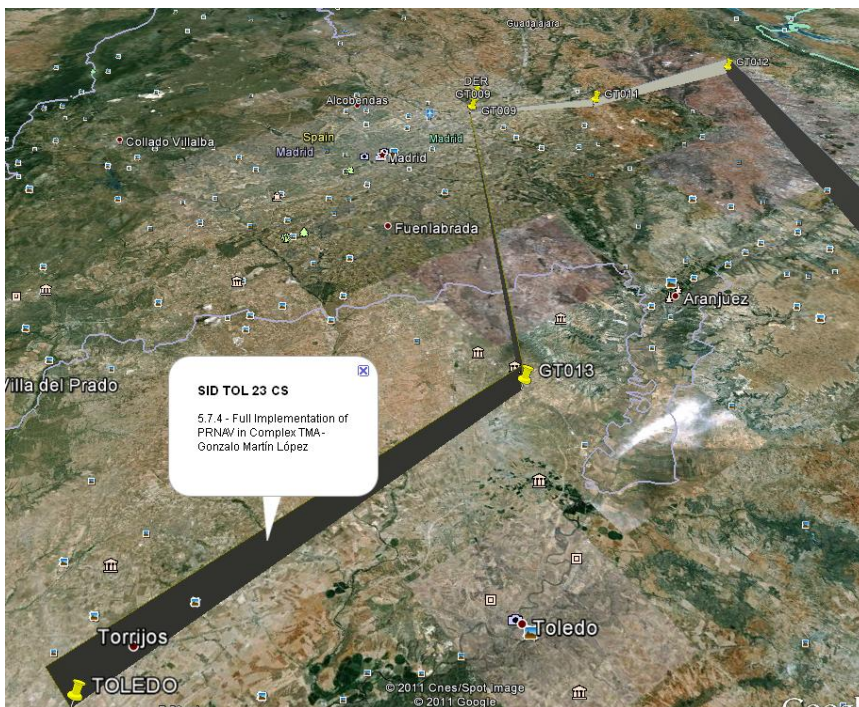 Guadalajara
GT012
DER
GT009
GT009
GT011
Alcobendas
Spain
Madrid
Madrid
Madrid
Collado Villalba
Fuenlabrada
Aranjuez
Villa del Prado
GT013
SID TOL 23 CS
5.7.4 - Full Implementation of
PRNAV in Complex TMA -
Gonzalo Martín López
Torrijos
Toledo
TOLEDO
© 2011 Cnes/Spot Image
© 2011 Google